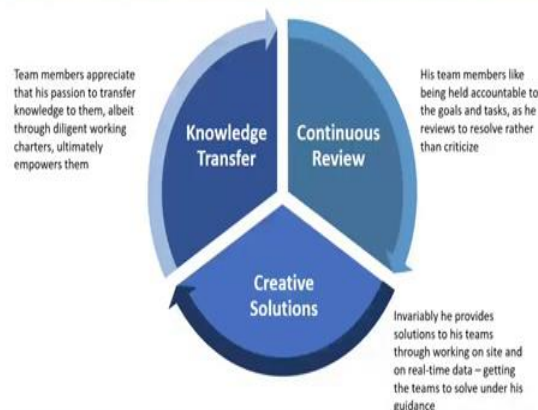 Team members appreciate
that his passion to transfer
knowledge to them, albeit
through diligent working
charters, ultimately
empowers them
Knowledge
Transfer
Continuous
Review
His team members like
being held accountable to
the goals and tasks, as he
reviews to resolve rather
than criticize
Creative
Solutions
Invariably he provides
solutions to his teams
through working on site and
on real-time data – getting
the teams to solve under his
guidance